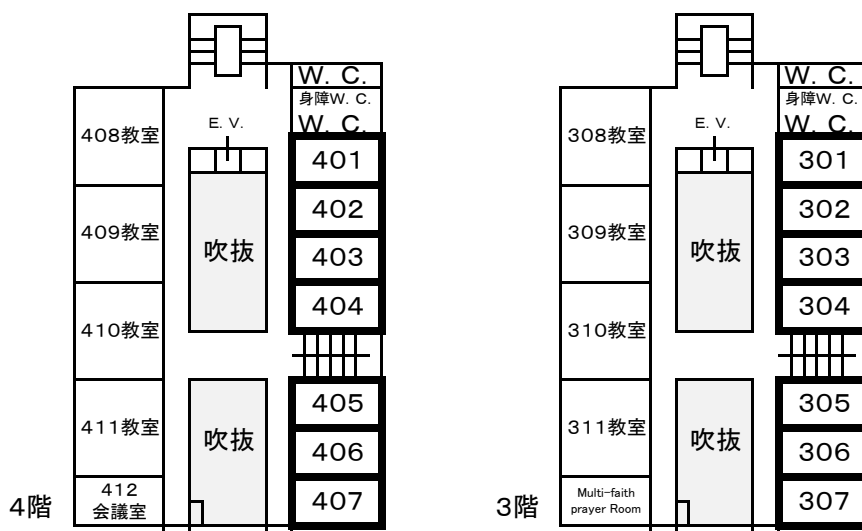 W. C.
身障W. C.
W. C.
E. V.
408教室
401
402
409教室
吹抜
403
404
410教室
405
411教室
吹抜
406
412
会議室
407
4階
W. C.
身障W. C.
W. C.
E. V.
308教室
301
302
309教室
吹抜
303
304
310教室
305
311教室
吹抜
306
Multi-faith
prayer Room
307
3階